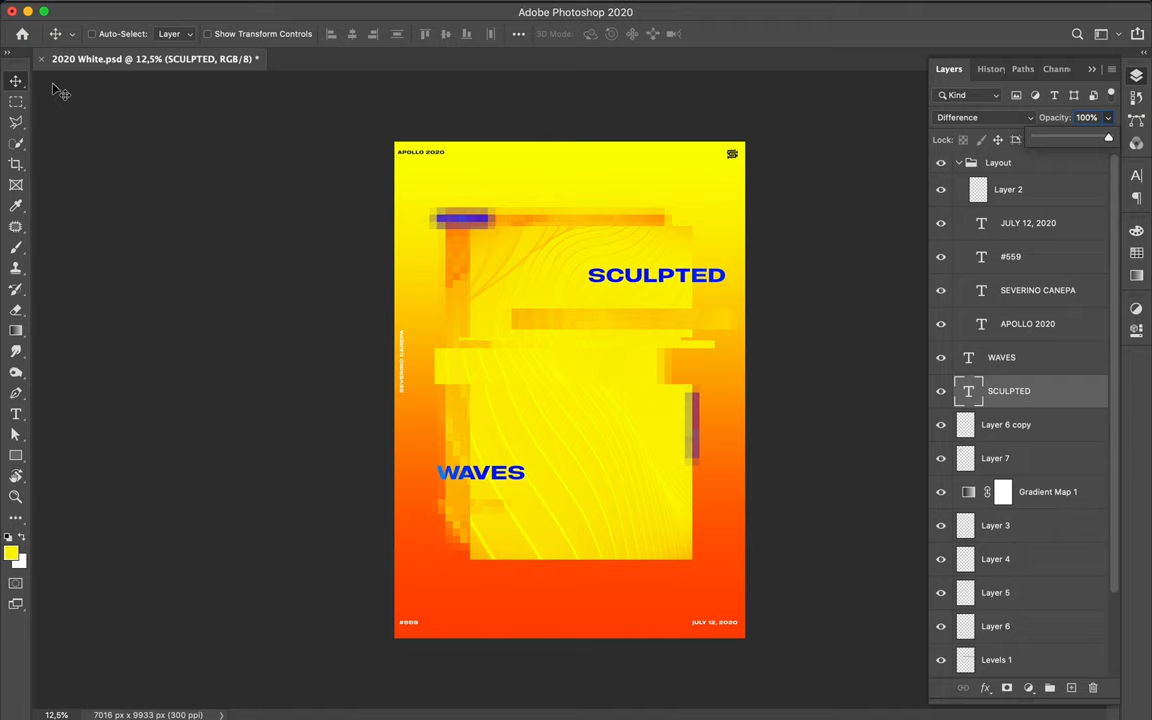 Adobe Photoshop 2020
Auto-Select: Layer Show Transform Controls 3D Mode:
2020 White.psd @ 12,5% (SCULPTED, RGB/8) *
Layers Histor Paths Chann
Kind
Difference Opacity: 100%
Lock:
Layout
Layer 2
JULY 12, 2020
#559
SEVERINO CANEPA
APOLLO 2020
WAVES
SCULPTED
Layer 6 copy
Layer 7
Gradient Map 1
Layer 3
Layer 4
Layer 5
Layer 6
Levels 1
APOLLO 2020
SCULPTED
SEVERINO CANEPA
WAVES
#559
JULY 12, 2020
12,5% 7016 px x 9933 px (300 ppi)